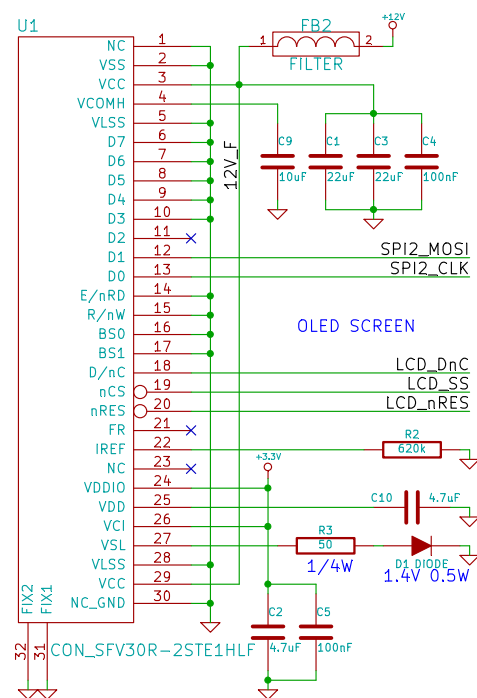 U1
NC 1
VSS 2
VCC 3
VCOMH 4
VLSS 5
D7 6
D6 7
D5 8
D4 9
D3 10
D2 11
D1 12
D0 13
E/nRD 14
R/nW 15
BS0 16
BS1 17
D/nC 18
nCS 19
nRES 20
FR 21
IREF 22
NC 23
VDDIO 24
VDD 25
VCI 26
VSL 27
VLSS 28
VCC 29
NC_GND 30
FIX2
FIX1
32
31
CON_SFV30R-2STE1HLF
12V_F
FB2
1
2
FILTER
+12V
C9
10uF
C1
22uF
C3
22uF
C4
100nF
SPI2_MOSI
SPI2_CLK
OLED SCREEN
LCD_DnC
LCD_SS
LCD_nRES
R2
620k
+3.3V
C10
4.7uF
R3
50
1/4W
D1 DIODE
1.4V 0.5W
C2
4.7uF
C5
100nF